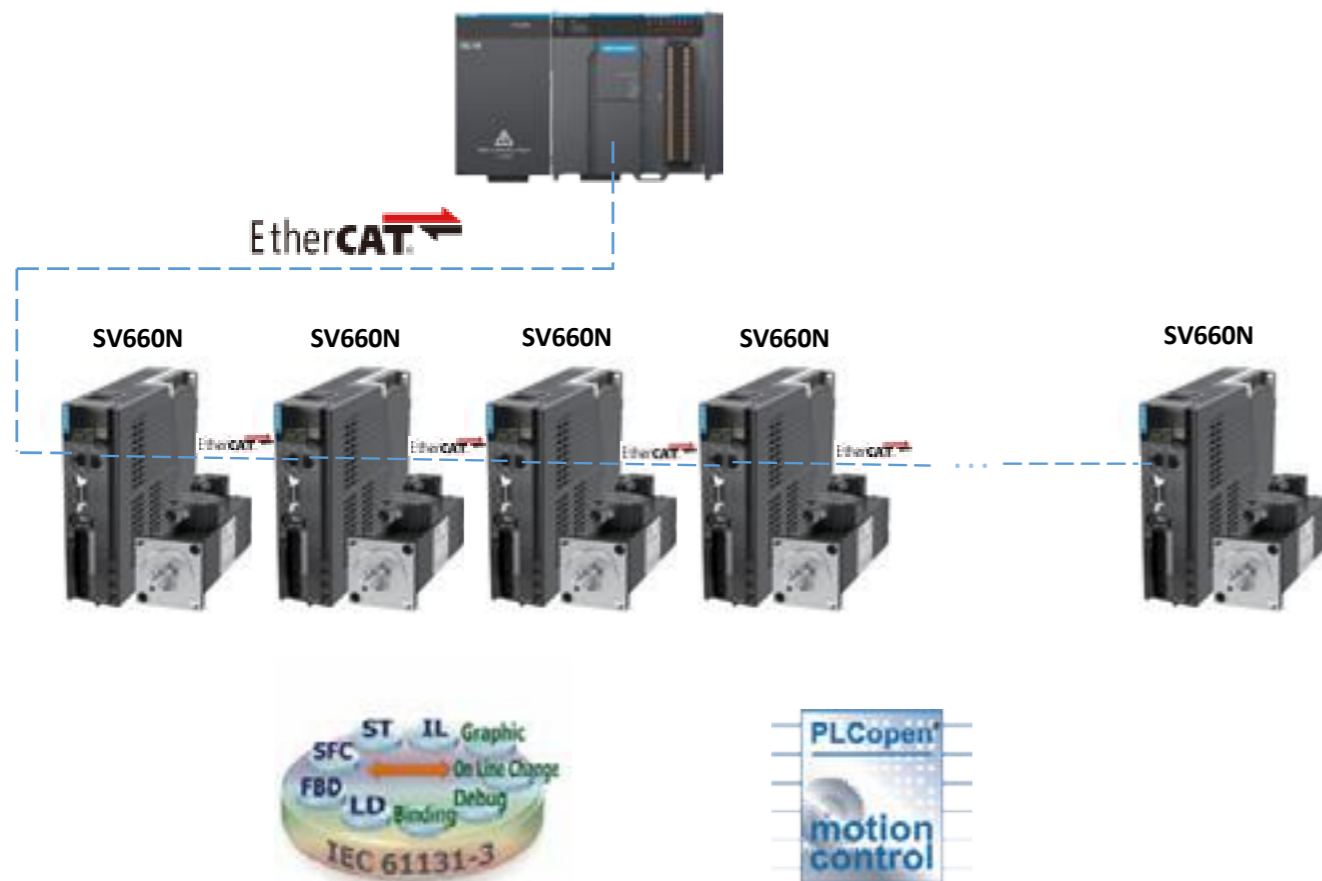 EtherCAT
SV660N
SV660N
SV660N
SV660N
SV660N
EtherCAT
EtherCAT
EtherCAT
EtherCAT
...
ST
IL
Graphic
SFC
On Line Change
FBD
LD
Binding
Debug
IEC 61131-3
PLCopen
motion
control